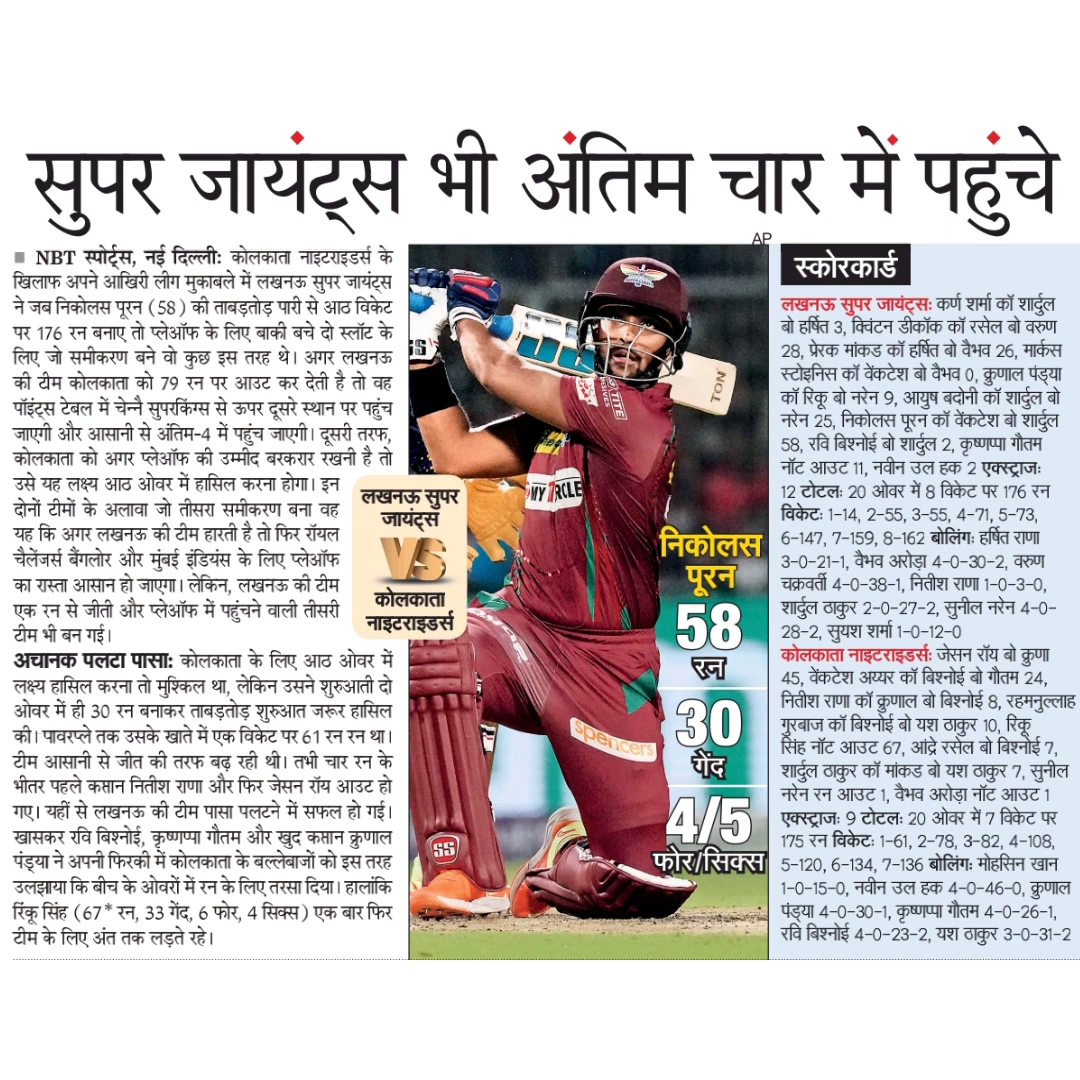 सुपर जायंट्स भी अंतिम चार में पहुंचे
AP
■ NBT स्पोर्ट्स, नई दिल्ली: कोलकाता नाइटराइडर्स के
खिलाफ अपने आखिरी लीग मुकाबले में लखनऊ सुपर जायंट्स
ने जब निकोलस पूरन (58) की ताबड़तोड़ पारी से आठ विकेट
पर 176 रन बनाए तो प्लेऑफ के लिए बाकी बचे दो स्लॉट के
लिए जो समीकरण बने वो कुछ इस तरह थे। अगर लखनऊ
की टीम कोलकाता को 79 रन पर आउट कर देती है तो वह
पॉइंट्स टेबल में चेन्नै सुपरकिंग्स से ऊपर दूसरे स्थान पर पहुंच
जाएगी और आसानी से अंतिम-4 में पहुंच जाएगी। दूसरी तरफ,
कोलकाता को अगर प्लेऑफ की उम्मीद बरकरार रखनी है तो
उसे यह लक्ष्य आठ ओवर में हासिल करना होगा। इन
दोनों टीमों के अलावा जो तीसरा समीकरण बना वह
यह कि अगर लखनऊ की टीम हारती है तो फिर रॉयल
चैलेंजर्स बैंगलोर और मुंबई इंडियंस के लिए प्लेऑफ
का रास्ता आसान हो जाएगा। लेकिन, लखनऊ की टीम
एक रन से जीती और प्लेऑफ में पहुंचने वाली तीसरी
टीम भी बन गई।
अचानक पलटा पासा: कोलकाता के लिए आठ ओवर में
लक्ष्य हासिल करना तो मुश्किल था, लेकिन उसने शुरुआती दो
ओवर में ही 30 रन बनाकर ताबड़तोड़ शुरुआत जरूर हासिल
की। पावरप्ले तक उसके खाते में एक विकेट पर 61 रन रन था।
टीम आसानी से जीत की तरफ बढ़ रही थी। तभी चार रन के
भीतर पहले कप्तान नितीश राणा और फिर जेसन रॉय आउट हो
गए। यहीं से लखनऊ की टीम पासा पलटने में सफल हो गई।
खासकर रवि बिश्नोई, कृष्णप्पा गौतम और खुद कप्तान क्रुणाल
पंड्या ने अपनी फिरकी में कोलकाता के बल्लेबाजों को इस तरह
उलझाया कि बीच के ओवरों में रन के लिए तरसा दिया। हालांकि
रिंकू सिंह (67* रन, 33 गेंद, 6 फोर, 4 सिक्स) एक बार फिर
टीम के लिए अंत तक लड़ते रहे।
लखनऊ सुपर
जायंट्स
VS
कोलकाता
नाइटराइडर्स
TON
MY11CIRCLE
spencers
SS
निकोलस
पूरन
58
रन
30
गेंद
4/5
फोर/सिक्स
स्कोरकार्ड
लखनऊ सुपर जायंट्स: कर्ण शर्मा कॉ शार्दुल
बो हर्षित 3, क्विंटन डीकॉक कॉ रसेल बो वरुण
28, प्रेरक मांकड कॉ हर्षित बो वैभव 26, मार्कस
स्टोइनिस कॉ वेंकटेश बो वैभव 0, क्रुणाल पंड्या
कॉ रिंकू बो नरेन 9, आयुष बदोनी कॉ शार्दुल बो
नरेन 25, निकोलस पूरन कॉ वेंकटेश बो शार्दुल
58, रवि बिश्नोई बो शार्दुल 2, कृष्णप्पा गौतम
नॉट आउट 11, नवीन उल हक 2 एक्स्ट्राज:
12 टोटल: 20 ओवर में 8 विकेट पर 176 रन
विकेट: 1-14, 2-55, 3-55, 4-71, 5-73,
6-147, 7-159, 8-162 बोलिंग: हर्षित राणा
3-0-21-1, वैभव अरोड़ा 4-0-30-2, वरुण
चक्रवर्ती 4-0-38-1, नितीश राणा 1-0-3-0,
शार्दुल ठाकुर 2-0-27-2, सुनील नरेन 4-0-
28-2, सुयश शर्मा 1-0-12-0
कोलकाता नाइटराइडर्स: जेसन रॉय बो क्रुणा
45, वेंकटेश अय्यर कॉ बिश्नोई बो गौतम 24,
नितीश राणा कॉ क्रुणाल बो बिश्नोई 8, रहमनुल्लाह
गुरबाज कॉ बिश्नोई बो यश ठाकुर 10, रिंकू
सिंह नॉट आउट 67, आंद्रे रसेल बो बिश्नोई 7,
शार्दुल ठाकुर कॉ मांकड बो यश ठाकुर 7, सुनील
नरेन रन आउट 1, वैभव अरोड़ा नॉट आउट 1
एक्स्ट्राज: 9 टोटल: 20 ओवर में 7 विकेट पर
175 रन विकेट: 1-61, 2-78, 3-82, 4-108,
5-120, 6-134, 7-136 बोलिंग: मोहसिन खान
1-0-15-0, नवीन उल हक 4-0-46-0, क्रुणाल
पंड्या 4-0-30-1, कृष्णप्पा गौतम 4-0-26-1,
रवि बिश्नोई 4-0-23-2, यश ठाकुर 3-0-31-2